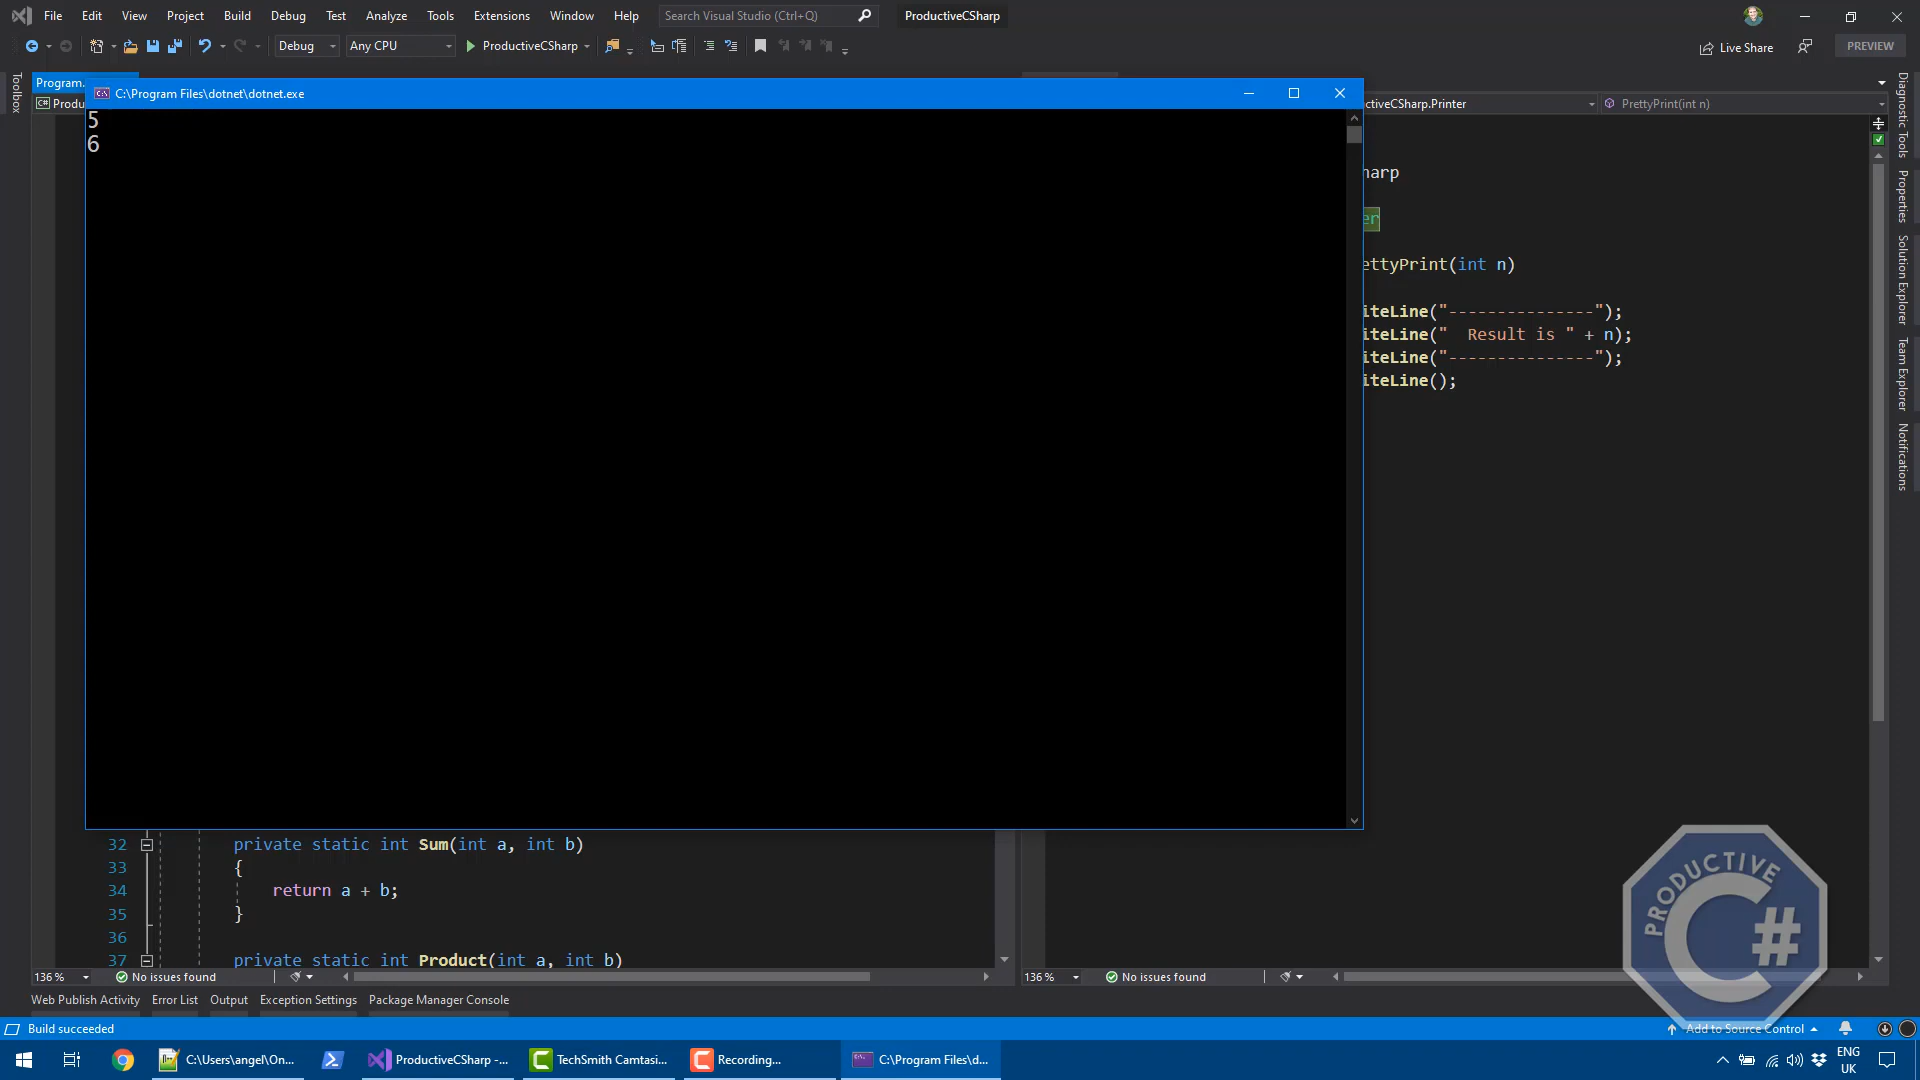 File Edit View Project Build Debug Test Analyze Tools Extensions Window Help Search Visual Studio (Ctrl+Q) ProductiveCSharp
Debug Any CPU ProductiveCSharp Live Share PREVIEW
Toolbox
Program.
C:\Program Files\dotnet\dotnet.exe
C# Produ
ctiveCSharp.Printer PrettyPrint(int n)
5
6
harp
er
ettyPrint(int n)
iteLine("---------------");
iteLine("  Result is " + n);
iteLine("---------------");
iteLine();
Diagnostic Tools
Properties
Solution Explorer
Team Explorer
Notifications
32 private static int Sum(int a, int b)
33 {
34 return a + b;
35 }
36
37 private static int Product(int a, int b)
136 % No issues found
136 % No issues found
Web Publish Activity Error List Output Exception Settings Package Manager Console
Build succeeded
Add to Source Control
PRODUCTIVE
C#
C:\Users\angel\On...
ProductiveCSharp -...
TechSmith Camtasi...
Recording...
C:\Program Files\d...
ENG
UK